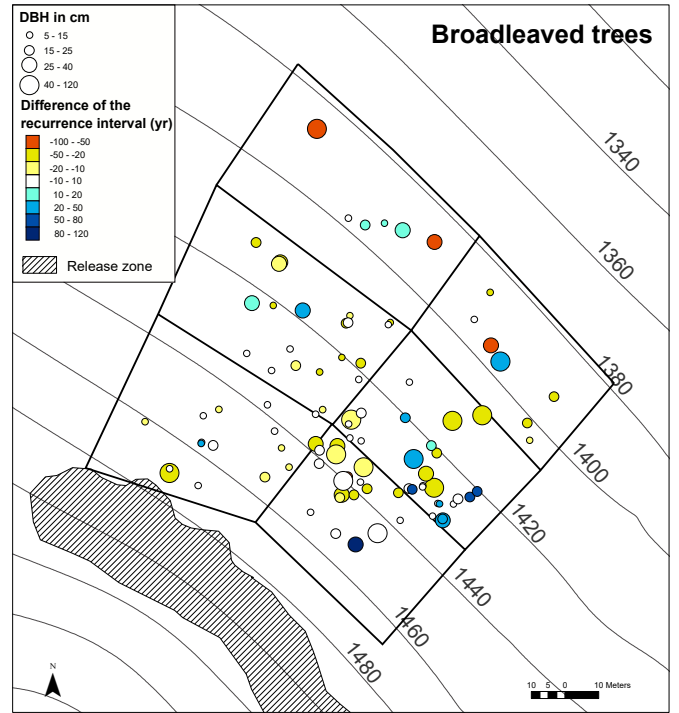 Broadleaved trees
DBH in cm
5 - 15
15 - 25
25 - 40
40 - 120
Difference of the
recurrence interval (yr)
-100 - -50
-50 - -20
-20 - -10
-10 - 10
10 - 20
20 - 50
50 - 80
80 - 120
Release zone
1340
1360
1380
1400
1420
1440
1460
1480
N
10 5 0 10 Meters